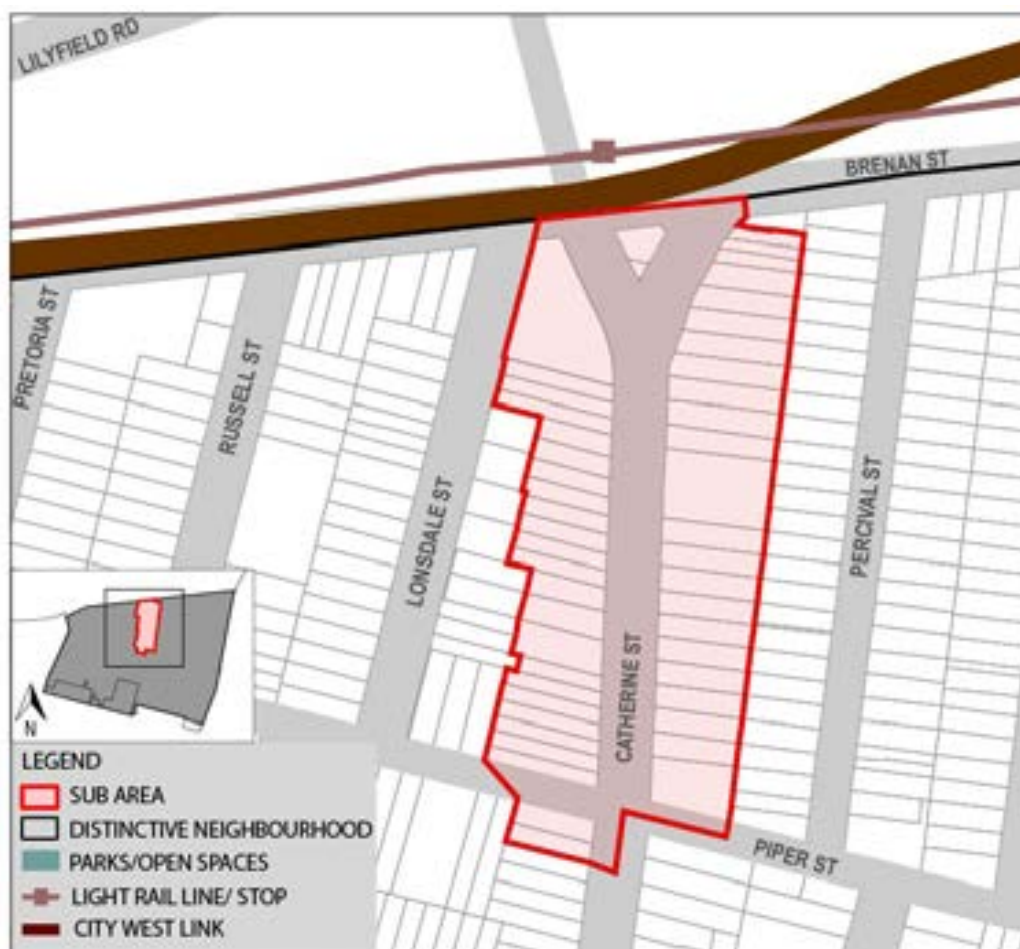 LILYFIELD RD
BRENAN ST
PRETORIA ST
RUSSELL ST
LONSDALE ST
PERCIVAL ST
CATHERINE ST
PIPER ST
N
LEGEND
SUB AREA
DISTINCTIVE NEIGHBOURHOOD
PARKS/OPEN SPACES
LIGHT RAIL LINE/ STOP
CITY WEST LINK